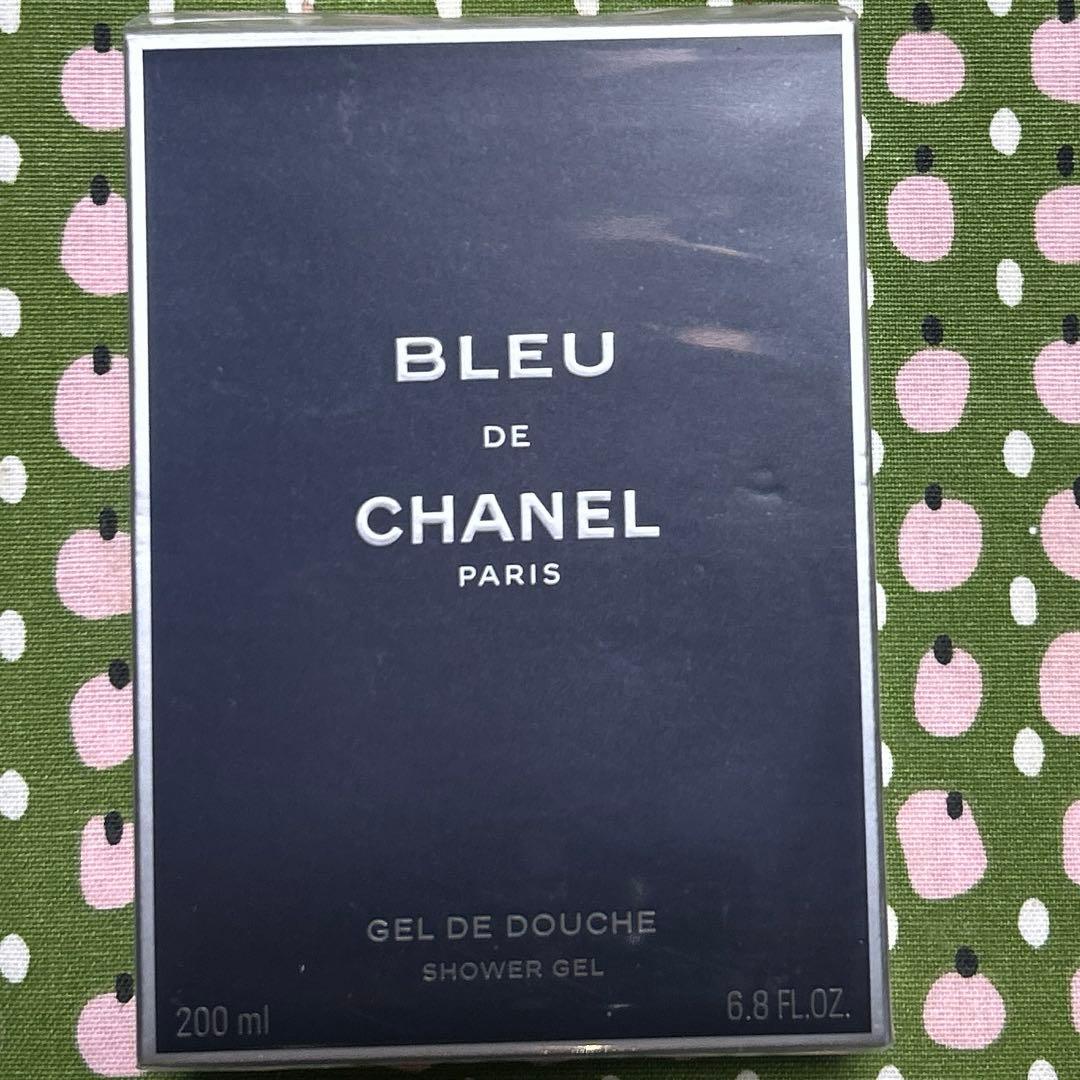 BLEU
DE
CHANEL
PARIS
GEL DE DOUCHE
SHOWER GEL
200 ml
6.8 FL.OZ.